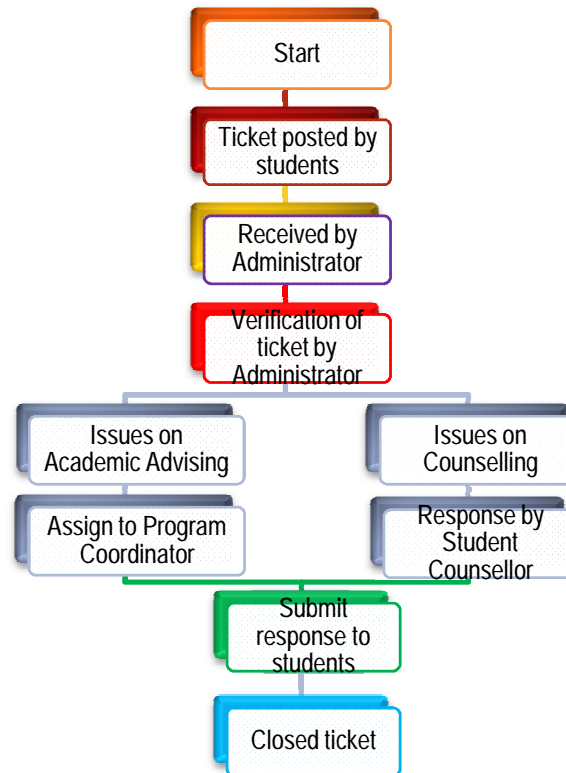 Start
Ticket posted by
students
Received by
Administrator
Verification of
ticket by
Administrator
Issues on
Academic Advising
Issues on
Counselling
Assign to Program
Coordinator
Response by
Student
Counsellor
Submit
response to
students
Closed ticket